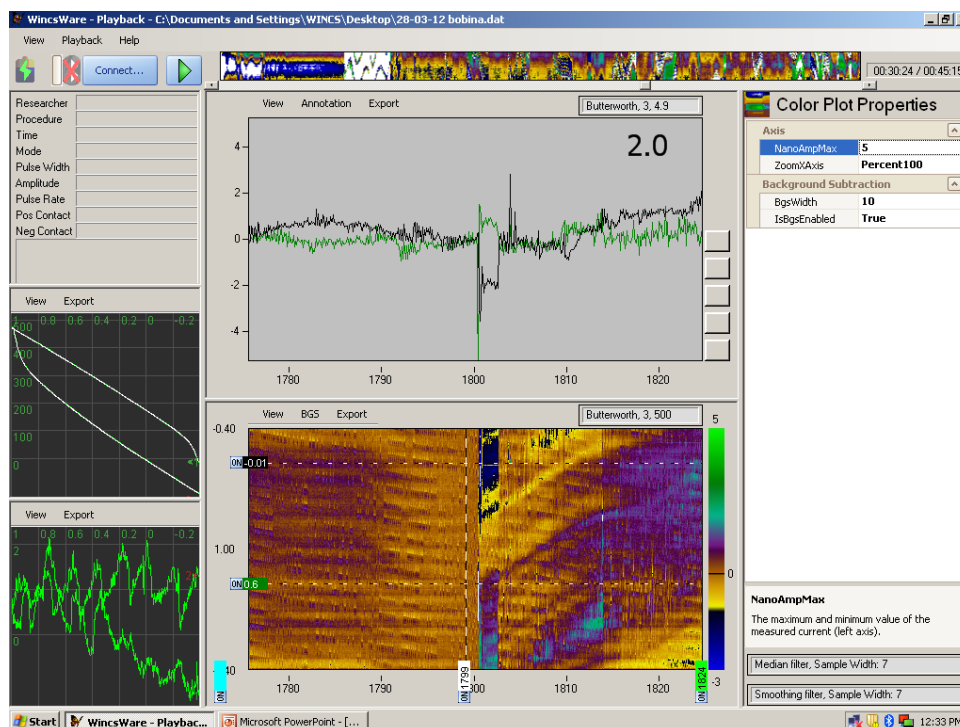 WincsWare - Playback - C:\Documents and Settings\WINCS\Desktop\28-03-12 bobina.dat
View Playback Help
Connect...
00:30:24 / 00:45:15
Researcher
Procedure
Time
Mode
Pulse Width
Amplitude
Pulse Rate
Pos Contact
Neg Contact
View Export
1 0.8 0.6 0.4 0.2 0 -0.2
400
300
200
100
0
View Export
1 0.8 0.6 0.4 0.2 0 -0.2
2
1
0
View Annotation Export
Butterworth, 3, 4.9
2.0
4
2
0
-2
-4
1780 1790 1800 1810 1820
View BGS Export
Butterworth, 3, 500
-0.40
ON -0.01
1.00
ON 0.6
40
5
0
-3
ON
ON 1799
ON 1824
1780 1790 1800 1810 1820
Color Plot Properties
Axis
NanoAmpMax 5
ZoomXAxis Percent100
Background Subtraction
BgsWidth 10
IsBgsEnabled True
NanoAmpMax
The maximum and minimum value of the
measured current (left axis).
Median filter, Sample Width: 7
Smoothing filter, Sample Width: 7
Start
WincsWare - Playbac...
Microsoft PowerPoint - [...
12:33 PM